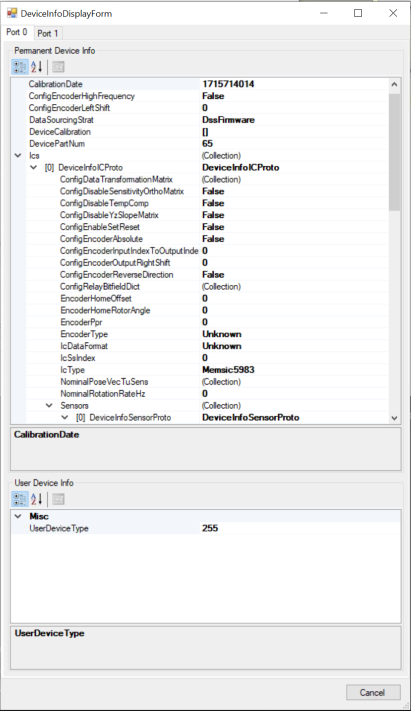 DeviceInfoDisplayForm
Port 0 Port 1
Permanent Device Info
CalibrationDate 1715714014
ConfigEncoderHighFrequency False
ConfigEncoderLeftShift 0
DataSourcingStrat DssFirmware
DeviceCalibration []
DevicePartNum 65
Ics (Collection)
[0] DeviceInfoICProto DeviceInfoICProto
ConfigDataTransformationMatrix (Collection)
ConfigDisableSensitivityOrthoMatrix False
ConfigDisableTempComp False
ConfigDisableYzSlopeMatrix False
ConfigEnableSetReset False
ConfigEncoderAbsolute False
ConfigEncoderInputIndexToOutputInde 0
ConfigEncoderOutputRightShift 0
ConfigEncoderReverseDirection False
ConfigRelayBitfieldDict (Collection)
EncoderHomeOffset 0
EncoderHomeRotorAngle 0
EncoderPpr 0
EncoderType Unknown
IcDataFormat Unknown
IcSsIndex 0
IcType Memsic5983
NominalPoseVecTuSens (Collection)
NominalRotationRateHz 0
Sensors (Collection)
[0] DeviceInfoSensorProto DeviceInfoSensorProto
CalibrationDate
User Device Info
Misc
UserDeviceType 255
UserDeviceType
Cancel